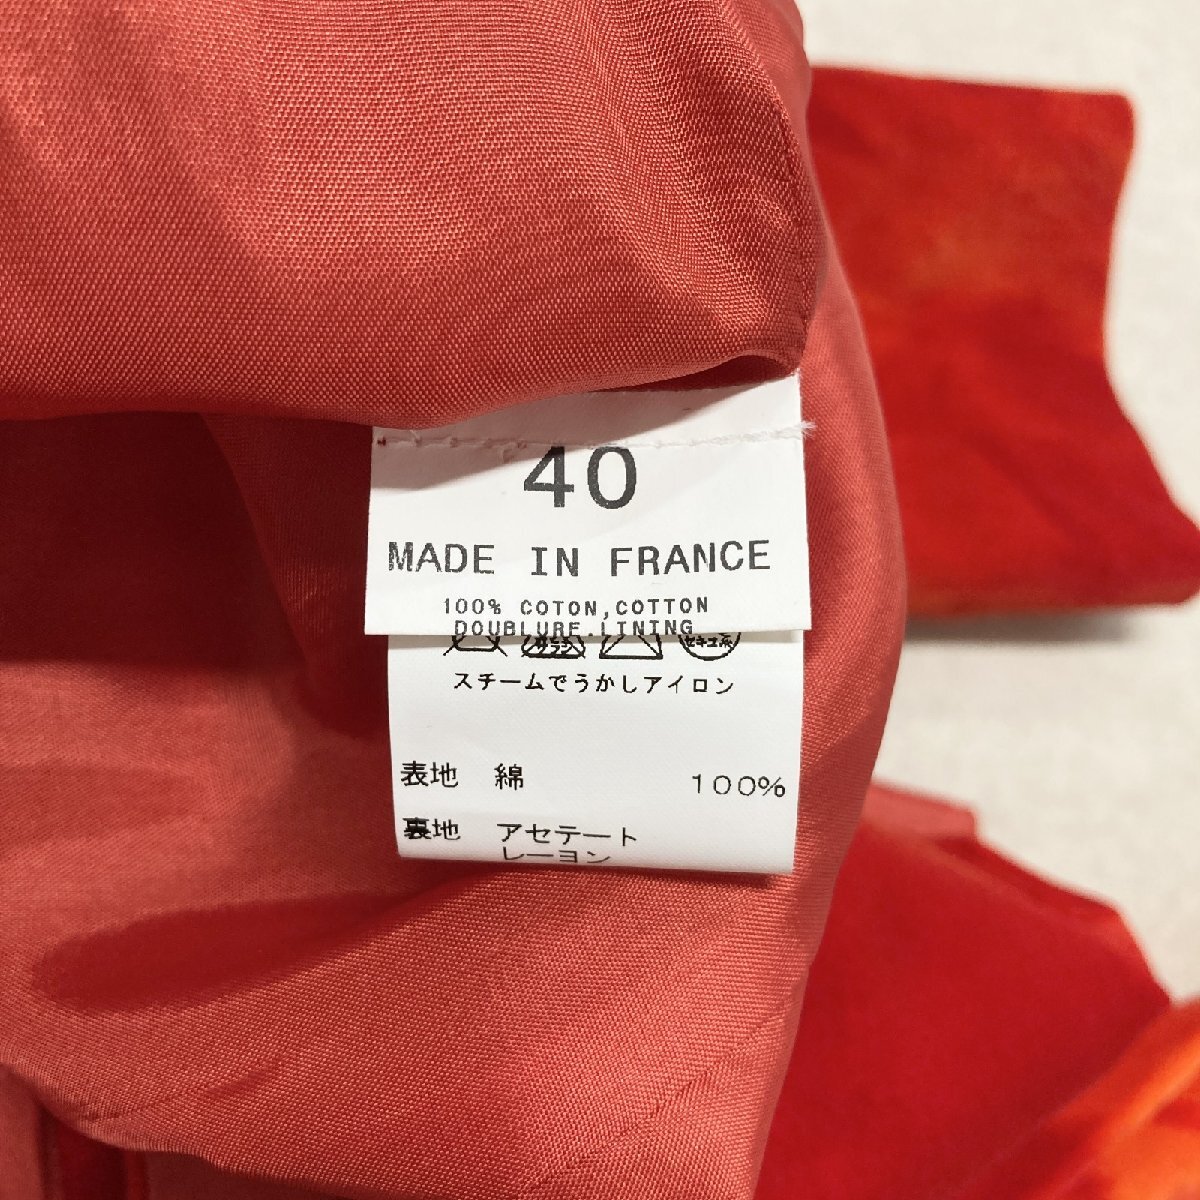 40
MADE IN FRANCE
100% COTON,COTTON
DOUBLURE.LINING
スチームでうかしアイロン
表地 綿 100%
裏地 アセテート
レーヨン